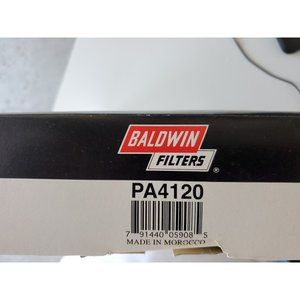 BALDWIN
FILTERS
®
PA4120
7 91440 05908 5
MADE IN MOROCCO